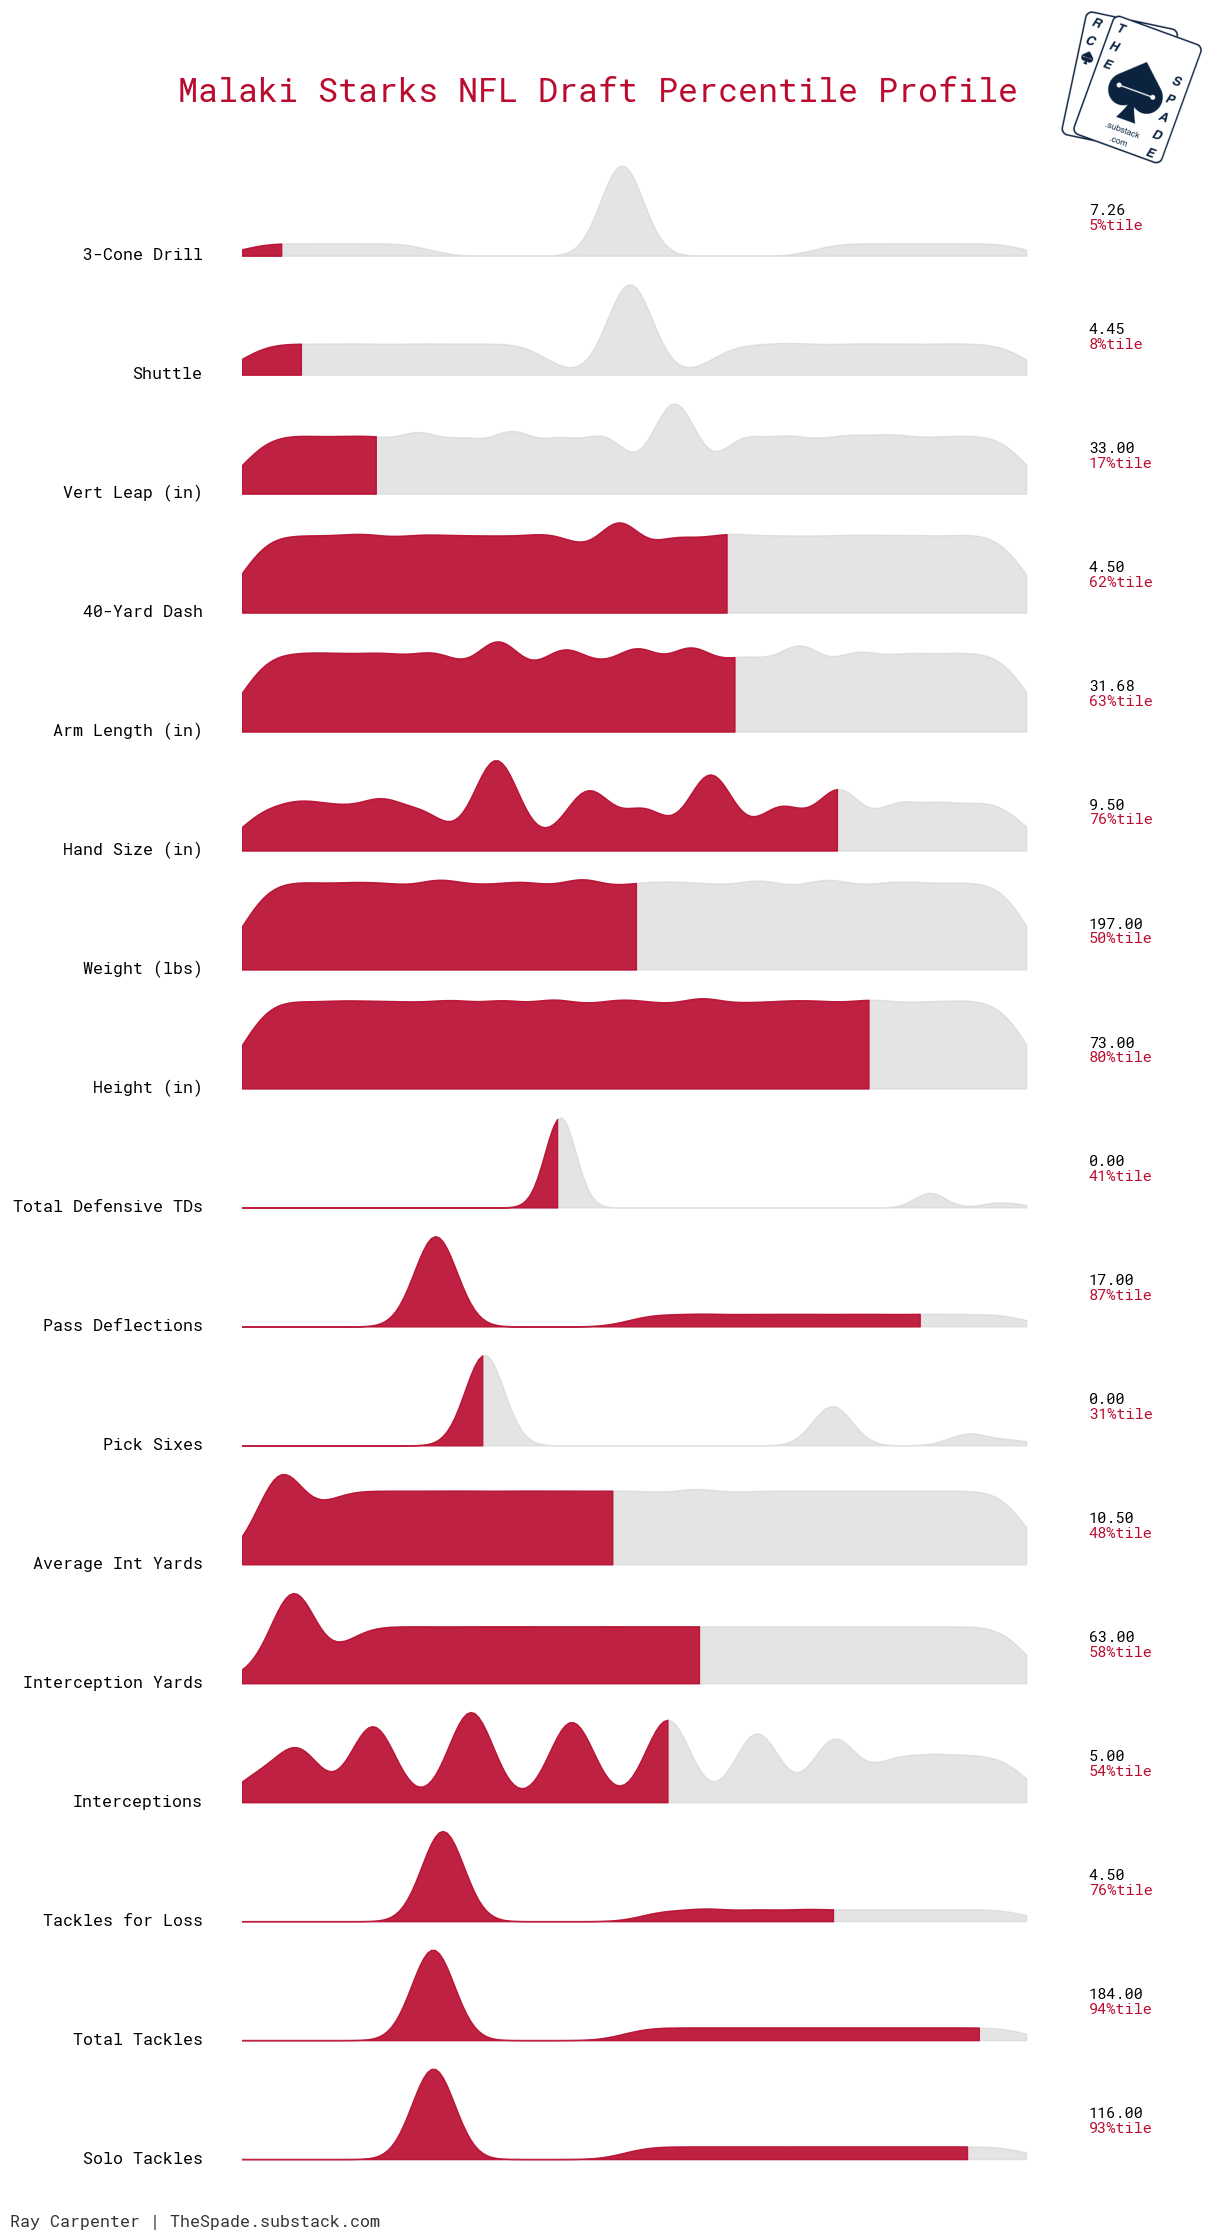 R
C
T
H
E
S
P
A
D
E
.substack
.com
Malaki Starks NFL Draft Percentile Profile
3-Cone Drill
7.26
5%tile
Shuttle
4.45
8%tile
Vert Leap (in)
33.00
17%tile
40-Yard Dash
4.50
62%tile
Arm Length (in)
31.68
63%tile
Hand Size (in)
9.50
76%tile
Weight (lbs)
197.00
50%tile
Height (in)
73.00
80%tile
Total Defensive TDs
0.00
41%tile
Pass Deflections
17.00
87%tile
Pick Sixes
0.00
31%tile
Average Int Yards
10.50
48%tile
Interception Yards
63.00
58%tile
Interceptions
5.00
54%tile
Tackles for Loss
4.50
76%tile
Total Tackles
184.00
94%tile
Solo Tackles
116.00
93%tile
Ray Carpenter | TheSpade.substack.com